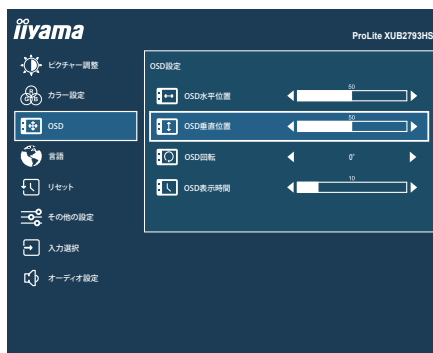 iiyama
ProLite XUB2793HS
ピクチャー調整
カラー設定
OSD
言語
リセット
その他の設定
入力選択
オーディオ設定
OSD設定
OSD水平位置
50
OSD垂直位置
50
OSD回転
0°
OSD表示時間
10